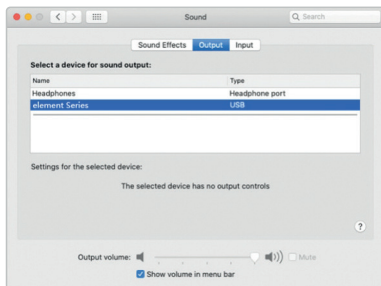 Sound
Search
Sound Effects Output Input
Select a device for sound output:
Name Type
Headphones Headphone port
element Series USB
Settings for the selected device:
The selected device has no output controls
?
Output volume: Mute
Show volume in menu bar